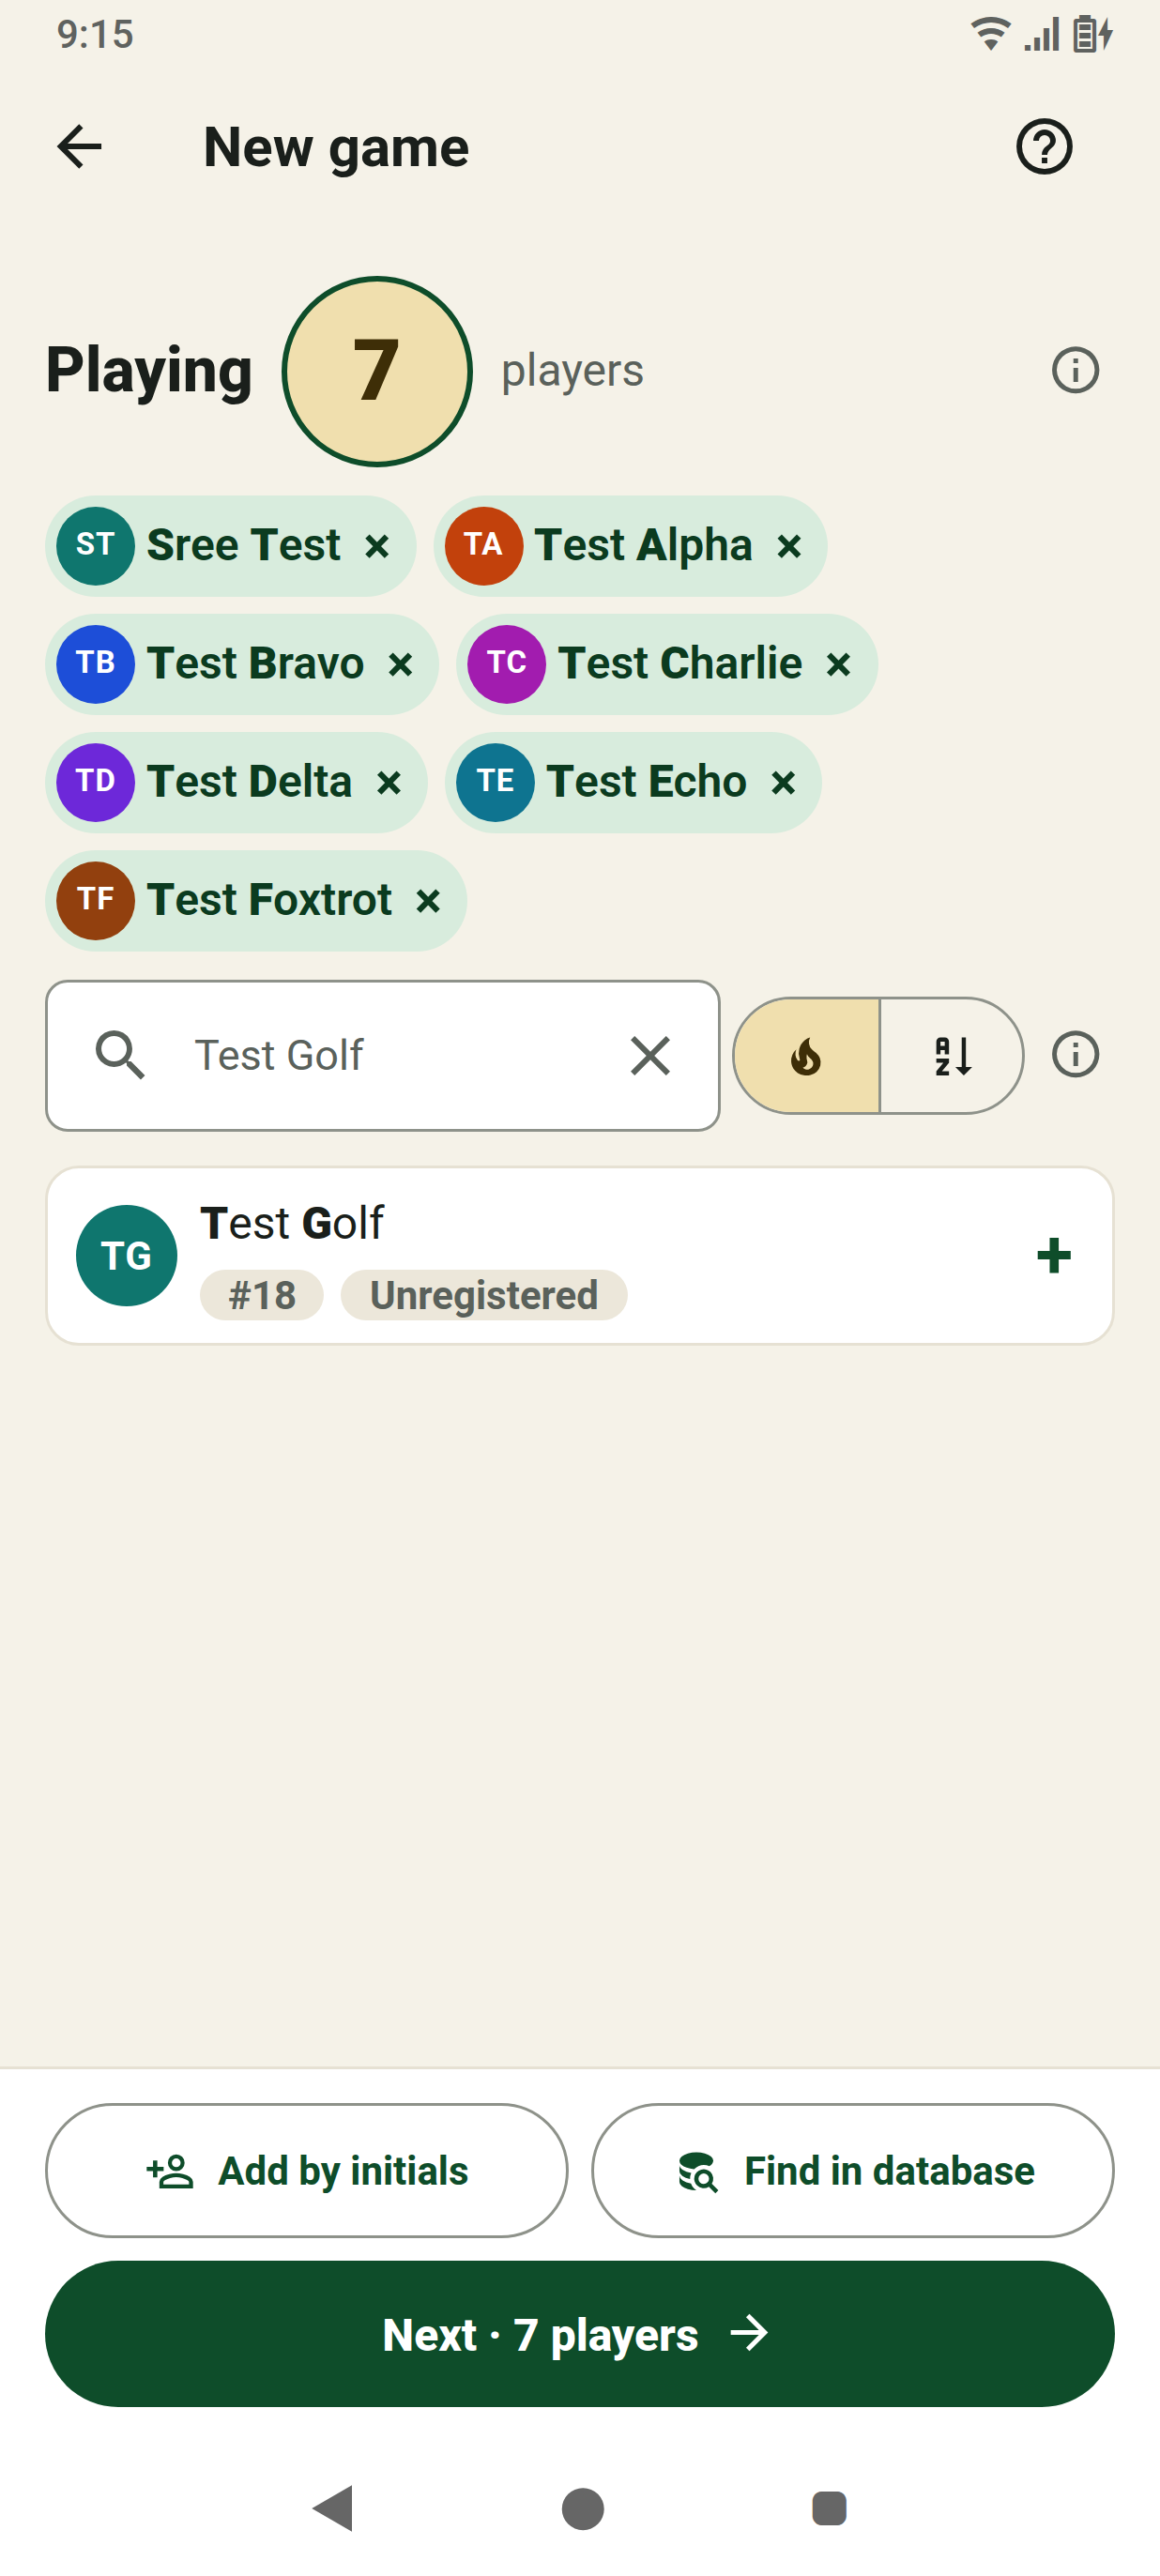 9:15
New game
Playing 7 players
ST Sree Test × TA Test Alpha ×
TB Test Bravo × TC Test Charlie ×
TD Test Delta × TE Test Echo ×
TF Test Foxtrot ×
Test Golf AZ
TG Test Golf
#18 Unregistered
Add by initials Find in database
Next · 7 players